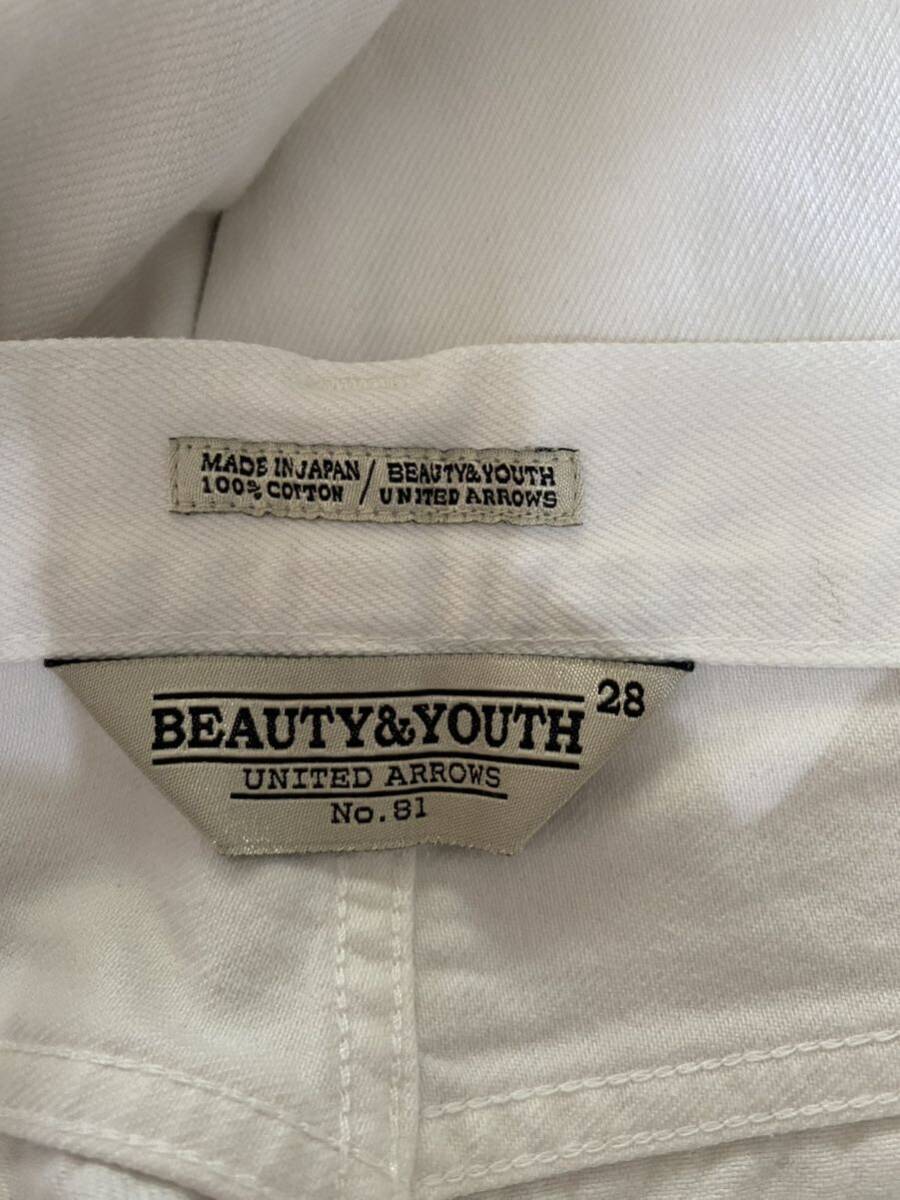 MADE IN JAPAN / BEAUTY&YOUTH
100% COTTON / UNITED ARROWS
BEAUTY&YOUTH 28
UNITED ARROWS
No.81